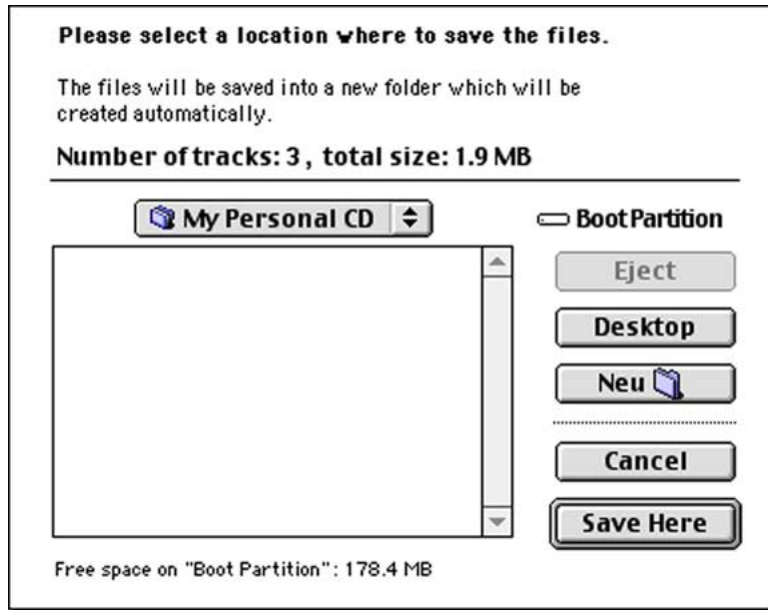 Please select a location where to save the files.
The files will be saved into a new folder which will be
created automatically.
Number of tracks: 3, total size: 1.9 MB
My Personal CD
Boot Partition
Eject
Desktop
Neu
Cancel
Save Here
Free space on "Boot Partition": 178.4 MB